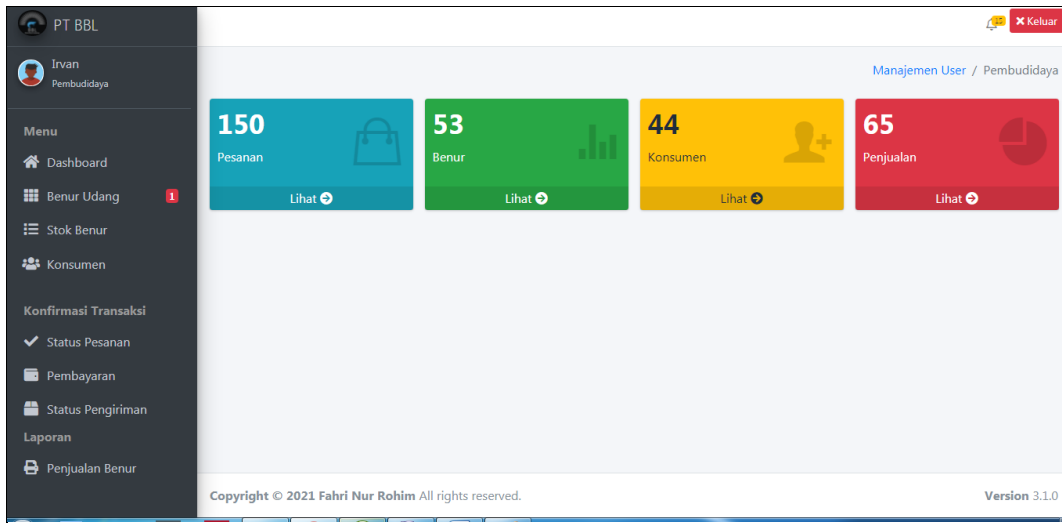 PT BBL
Irvan
Pembudidaya
Menu
Dashboard
Benur Udang 1
Stok Benur
Konsumen
Konfirmasi Transaksi
Status Pesanan
Pembayaran
Status Pengiriman
Laporan
Penjualan Benur
Keluar
Manajemen User / Pembudidaya
150
Pesanan
Lihat
53
Benur
Lihat
44
Konsumen
Lihat
65
Penjualan
Lihat
Copyright © 2021 Fahri Nur Rohim All rights reserved.
Version 3.1.0